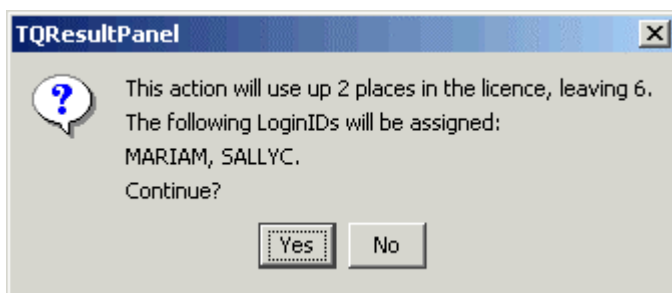 TQResultPanel
This action will use up 2 places in the licence, leaving 6.
The following LoginIDs will be assigned:
MARIAM, SALLYC.
Continue?
Yes No